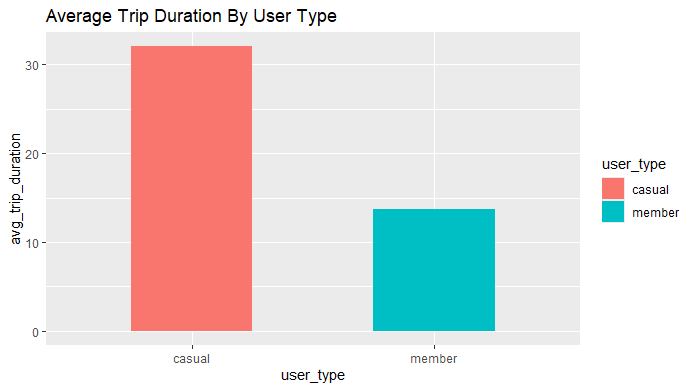 Average Trip Duration By User Type
avg_trip_duration
30
20
10
0
casual
member
user_type
user_type
casual
member